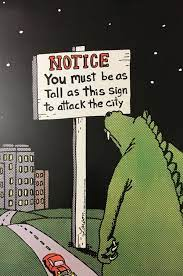 NOTICE
You must be as
Tall as this sign
to attack the city